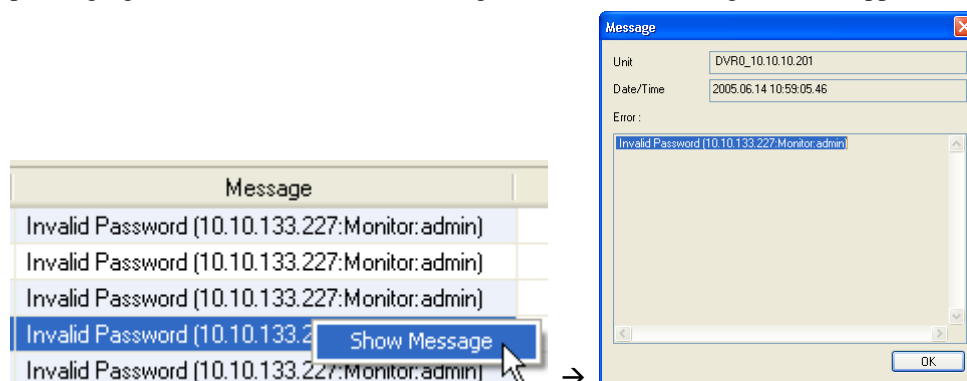 Message
Invalid Password (10.10.133.227:Monitor:admin)
Invalid Password (10.10.133.227:Monitor:admin)
Invalid Password (10.10.133.227:Monitor:admin)
Invalid Password (10.10.133.2
Show Message
Invalid Password (10.10.133.227:Monitor:admin)
→
Message
Unit
DVR0_10.10.10.201
Date/Time
2005.06.14 10:59:05.46
Error :
Invalid Password (10.10.133.227:Monitor:admin)
OK